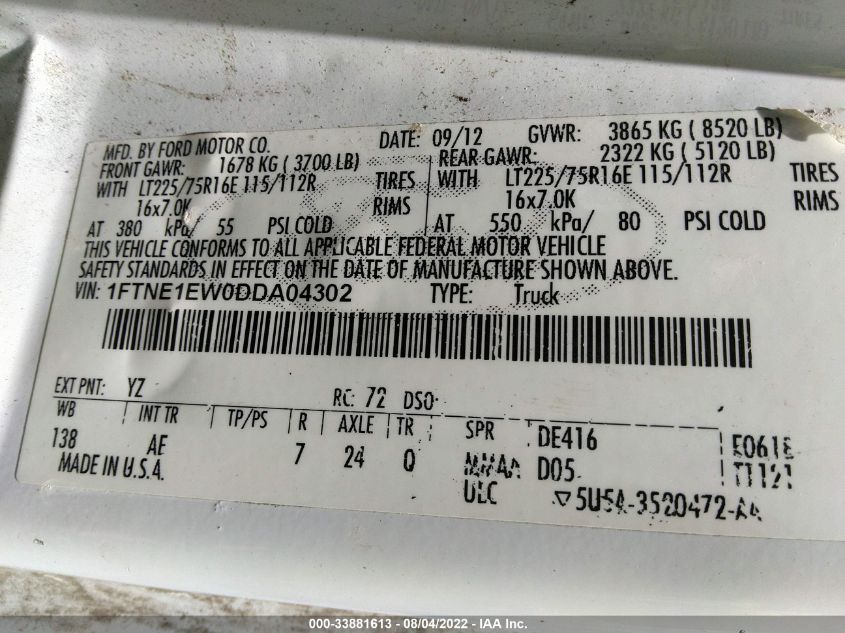 MFD. BY FORD MOTOR CO. DATE: 09/12 GVWR: 3865 KG ( 8520 LB)
FRONT GAWR: 1678 KG ( 3700 LB) REAR GAWR: 2322 KG ( 5120 LB)
WITH LT225/75R16E 115/112R TIRES WITH LT225/75R16E 115/112R TIRES
16x7.0K RIMS 16x7.0K RIMS
AT 380 kPa/ 55 PSI COLD AT 550 kPa/ 80 PSI COLD
THIS VEHICLE CONFORMS TO ALL APPLICABLE FEDERAL MOTOR VEHICLE
SAFETY STANDARDS IN EFFECT ON THE DATE OF MANUFACTURE SHOWN ABOVE.
VIN: 1FTNE1EW0DDA04302 TYPE: Truck
EXT PNT: YZ RC: 72 DSO:
WB INT TR TP/PS R AXLE TR SPR DE416
138 AE 7 24 Q D05
MADE IN U.S.A. ULC ▽5U5A-3520472-AA
000-33881613 - 08/04/2022 - IAA Inc.